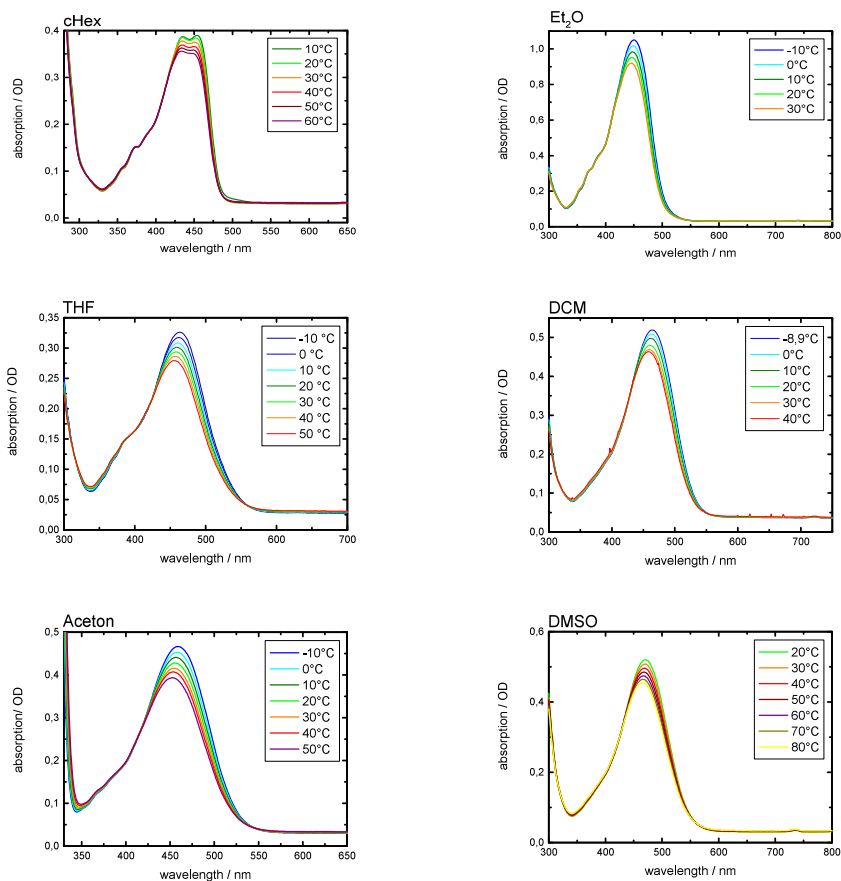 cHex
absorption / OD
0,4
0,3
0,2
0,1
0,0
10°C
20°C
30°C
40°C
50°C
60°C
300 350 400 450 500 550 600 650
wavelength / nm
Et₂O
absorption / OD
1,0
0,8
0,6
0,4
0,2
0,0
-10°C
0°C
10°C
20°C
30°C
300 400 500 600 700 800
wavelength / nm
THF
absorption / OD
0,35
0,30
0,25
0,20
0,15
0,10
0,05
0,00
-10 °C
0 °C
10 °C
20 °C
30 °C
40 °C
50 °C
300 400 500 600 700
wavelength / nm
DCM
absorption / OD
0,5
0,4
0,3
0,2
0,1
0,0
-8,9°C
0°C
10°C
20°C
30°C
40°C
300 400 500 600 700
wavelength / nm
Aceton
absorption/ OD
0,5
0,4
0,3
0,2
0,1
0,0
-10°C
0°C
10°C
20°C
30°C
40°C
50°C
350 400 450 500 550 600 650
wavelength / nm
DMSO
absorption / OD
0,6
0,4
0,2
0,0
20°C
30°C
40°C
50°C
60°C
70°C
80°C
300 400 500 600 700 800
wavelength / nm